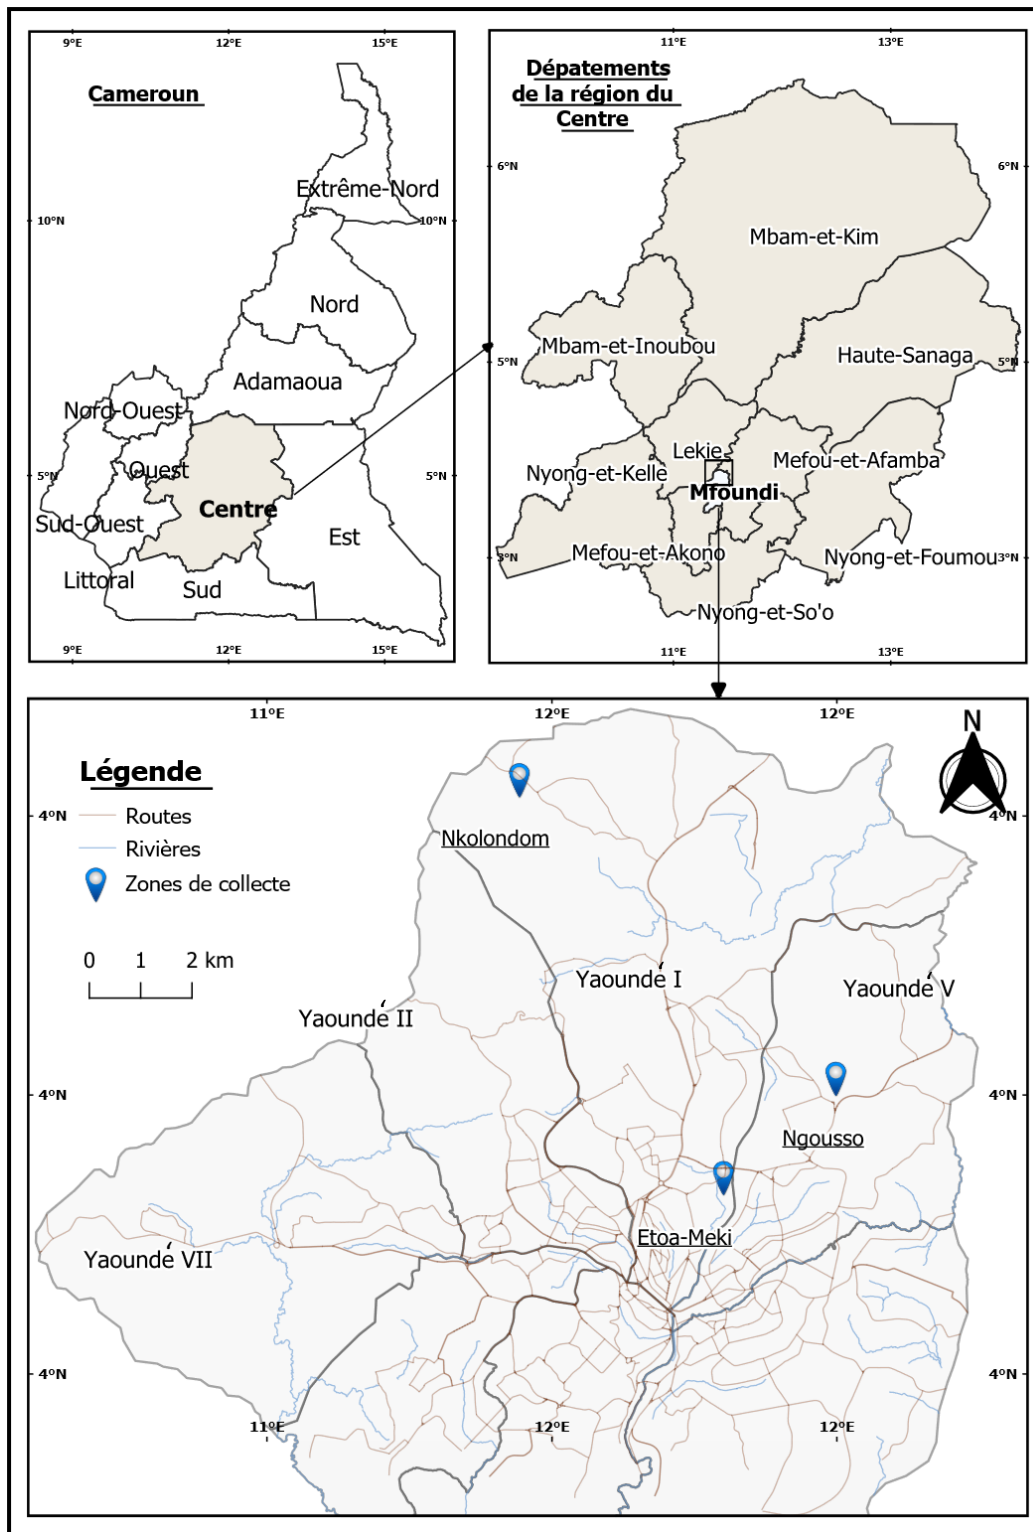 9°E 12°E 15°E
Cameroun
Extrême-Nord
10°N 10°N
Nord
Adamaoua
Nord-Ouest
Ouest
5°N 5°N
Centre
Sud-Ouest
Est
Littoral
Sud
9°E 12°E 15°E
11°E 13°E
Dépatements
de la région du
Centre
6°N 6°N
Mbam-et-Kim
Mbam-et-Inoubou
Haute-Sanaga
5°N 5°N
Lekie
Mefou-et-Afamba
Nyong-et-Kelle
Mfoundi
Mefou-et-Akono
3°N 3°N
Nyong-et-Foumou
Nyong-et-So'o
11°E 13°E
11°E 12°E 12°E
N
Légende
Routes
Rivières
Zones de collecte
0 1 2 km
4°N 4°N
Nkolondom
Yaoundé I
Yaoundé V
Yaoundé II
4°N 4°N
Ngousso
Etoa-Meki
Yaoundé VII
4°N 4°N
11°E 12°E 12°E